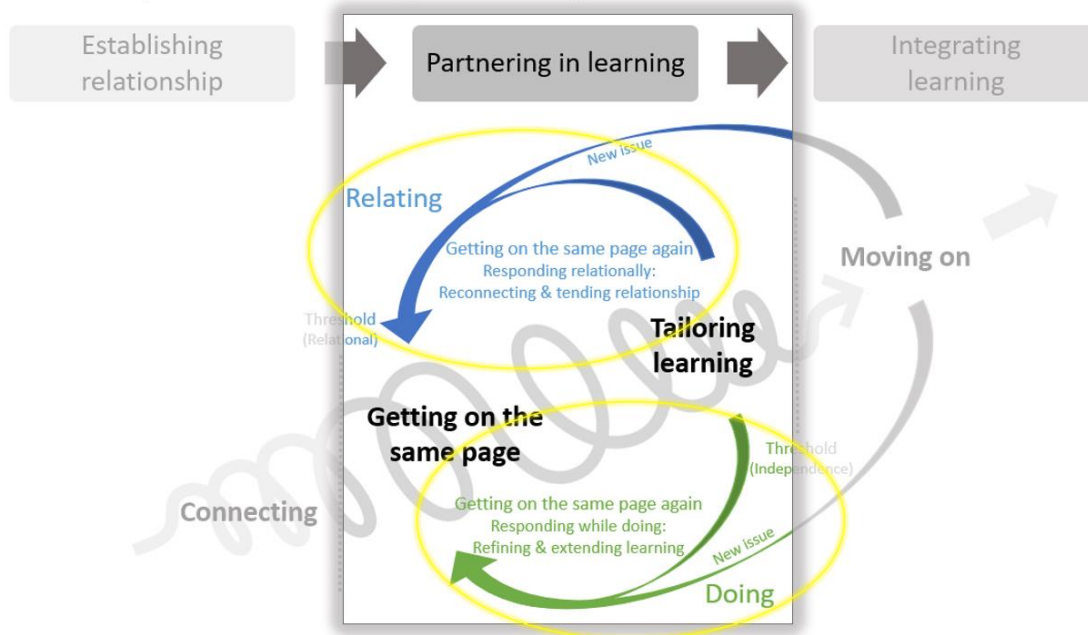 Establishing
relationship
Partnering in learning
Integrating
learning
New issue
Relating
Getting on the same page again
Responding relationally:
Reconnecting & tending relationship
Moving on
Threshold
(Relational)
Tailoring
learning
Getting on the
same page
Threshold
(Independence)
Connecting
Getting on the same page again
Responding while doing:
Refining & extending learning
New issue
Doing